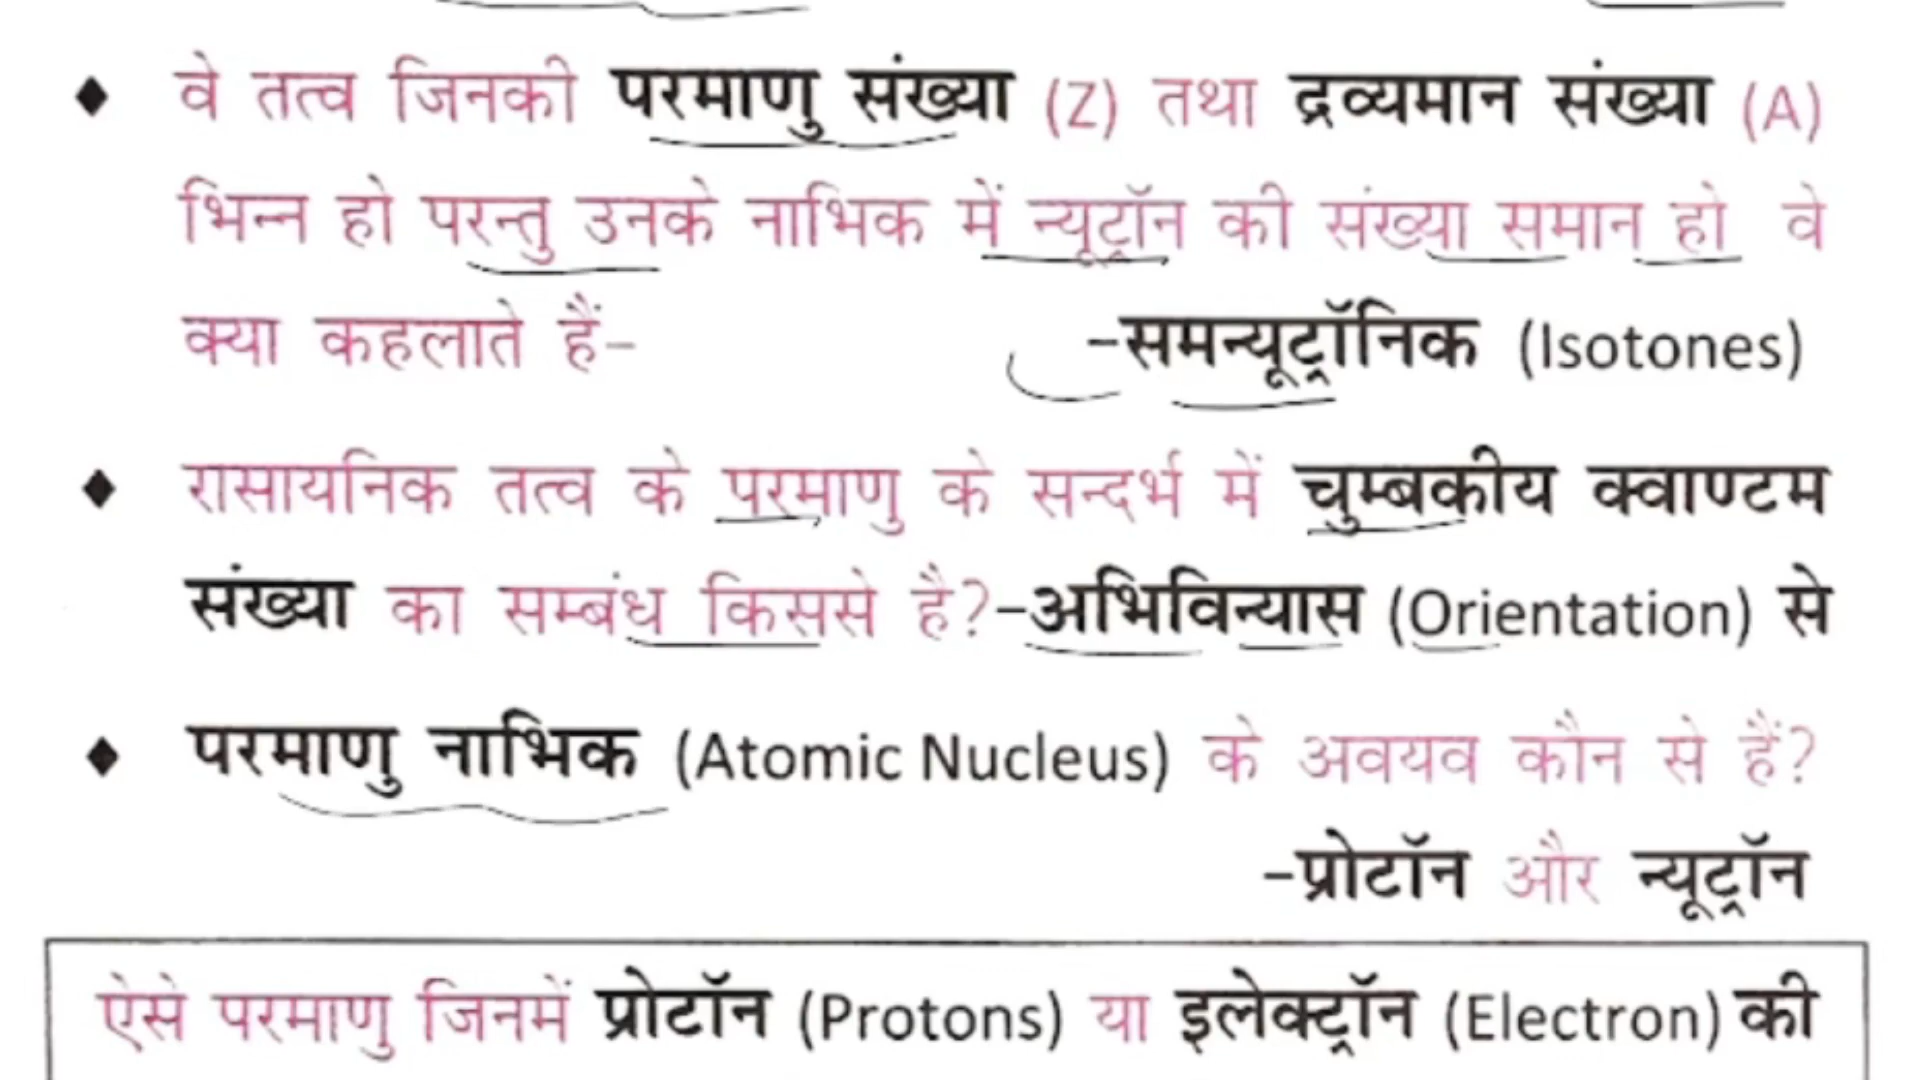 ♦ वे तत्व जिनकी परमाणु संख्या (Z) तथा द्रव्यमान संख्या (A)
भिन्न हो परन्तु उनके नाभिक में न्यूट्रॉन की संख्या समान हो वे
क्या कहलाते हैं- -समन्यूट्रॉनिक (Isotones)
♦ रासायनिक तत्व के परमाणु के सन्दर्भ में चुम्बकीय क्वाण्टम
संख्या का सम्बंध किससे है?-अभिविन्यास (Orientation) से
♦ परमाणु नाभिक (Atomic Nucleus) के अवयव कौन से हैं?
-प्रोटॉन और न्यूट्रॉन
ऐसे परमाणु जिनमें प्रोटॉन (Protons) या इलेक्ट्रॉन (Electron) की